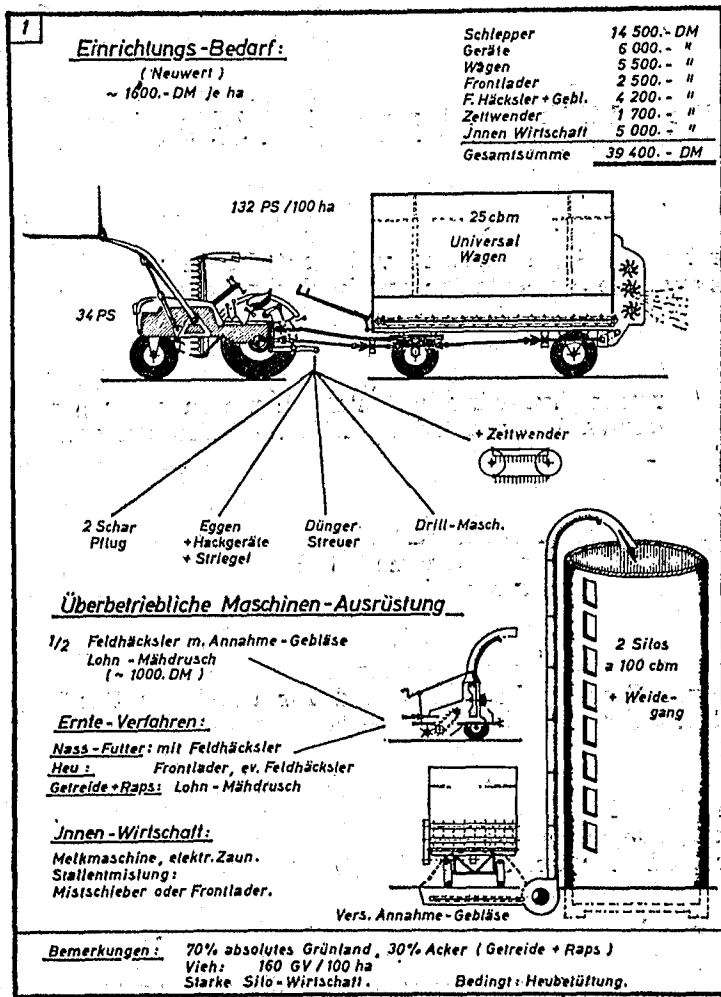 1
Einrichtungs-Bedarf:
(Neuwert)
~ 1600.-DM je ha
Schlepper 14 500.- DM
Geräte 6 000.- "
Wagen 5 500.- "
Frontlader 2 500.- "
F. Häcksler + Gebl. 4 200.- "
Zettwender 1 700.- "
Jnnen Wirtschaft 5 000.- "
Gesamtsumme 39 400.- DM
132 PS /100 ha
25 cbm
Universal
Wagen
34 PS
+ Zettwender
2 Schar
Pflug
Eggen
+ Hackgeräte
+ Striegel
Dünger
Streuer
Drill-Masch.
Überbetriebliche Maschinen-Ausrüstung
1/2 Feldhäcksler m. Annahme-Gebläse
Lohn-Mähdrusch
(~ 1000.DM)
2 Silos
a 100 cbm
+ Weide-
gang
Ernte-Verfahren:
Nass-Futter: mit Feldhäcksler
Heu: Frontlader, ev. Feldhäcksler
Getreide+Raps: Lohn-Mähdrusch
Jnnen-Wirtschaft:
Melkmaschine, elektr. Zaun.
Stallentmistung:
Mistschieber oder Frontlader.
Vers. Annahme-Gebläse
Bemerkungen: 70% absolutes Grünland, 30% Acker (Getreide + Raps)
Vieh: 160 GV/100 ha
Starke Silo-Wirtschaft. Bedingt: Heubelüftung.